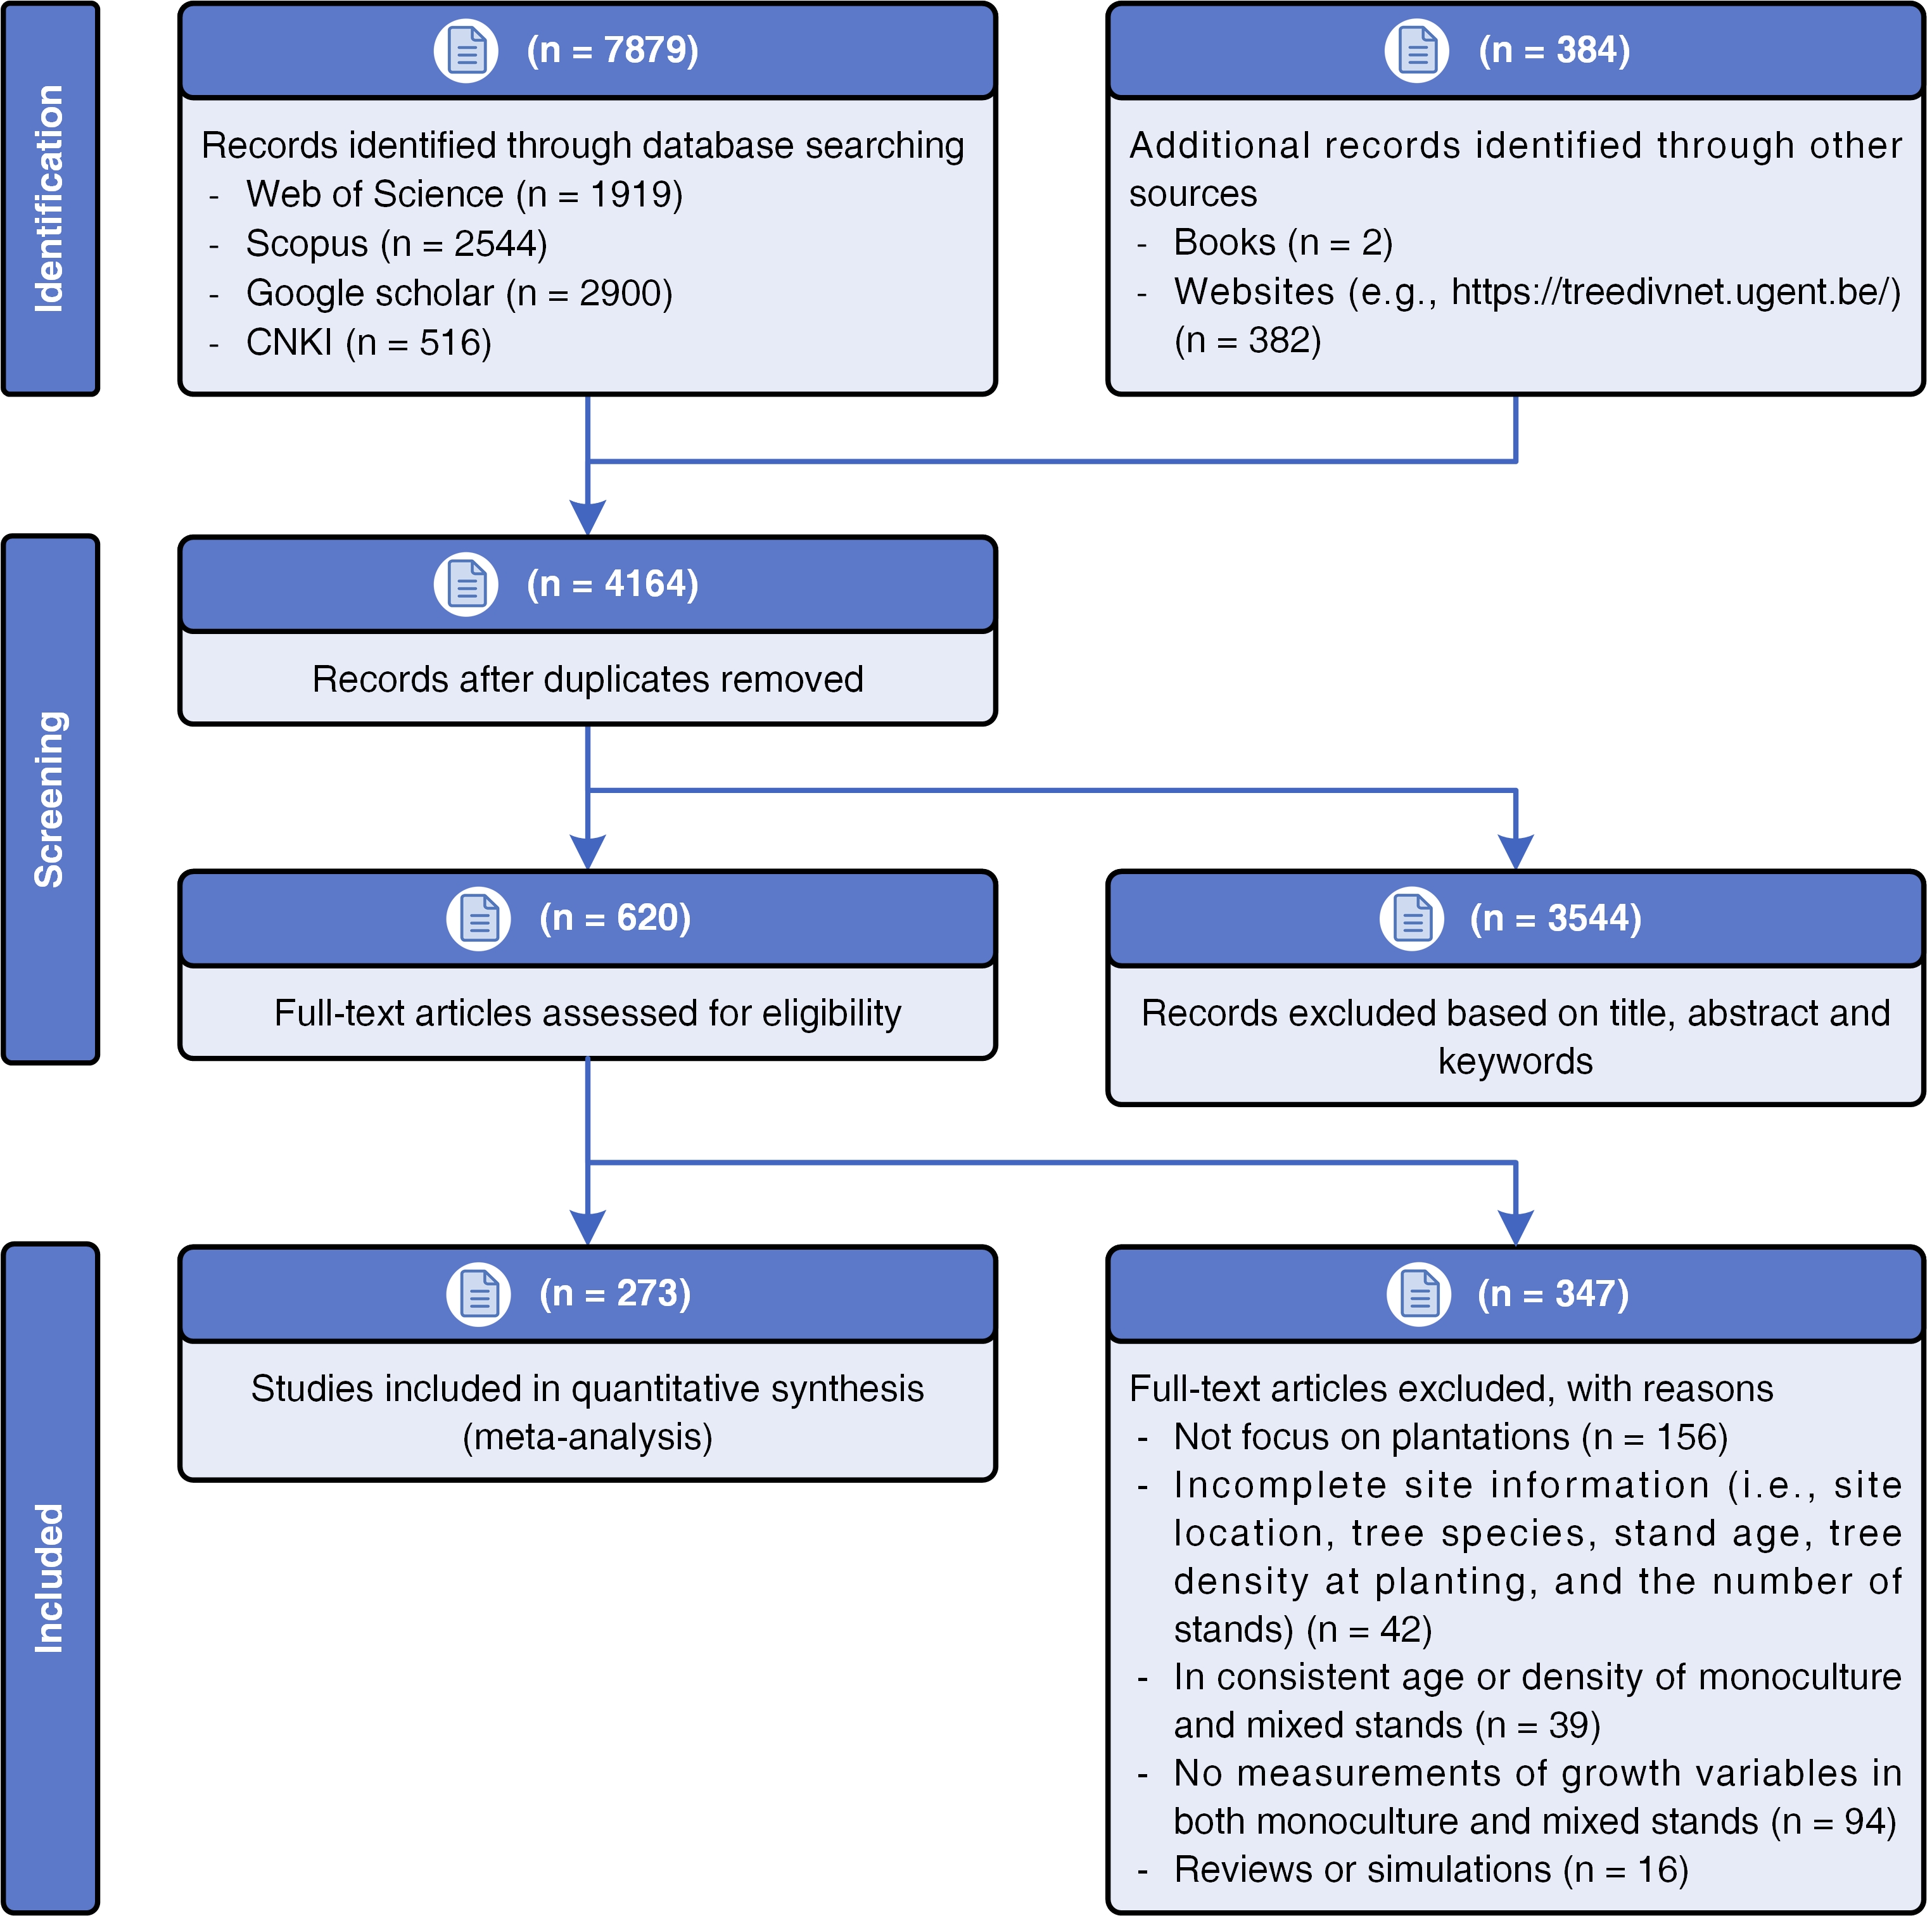 Identification
(n = 7879)
Records identified through database searching
- Web of Science (n = 1919)
- Scopus (n = 2544)
- Google scholar (n = 2900)
- CNKI (n = 516)
(n = 384)
Additional records identified through other
sources
- Books (n = 2)
- Websites (e.g., https://treedivnet.ugent.be/)
(n = 382)
Screening
(n = 4164)
Records after duplicates removed
(n = 620)
Full-text articles assessed for eligibility
(n = 3544)
Records excluded based on title, abstract and
keywords
Included
(n = 273)
Studies included in quantitative synthesis
(meta-analysis)
(n = 347)
Full-text articles excluded, with reasons
- Not focus on plantations (n = 156)
- Incomplete site information (i.e., site
location, tree species, stand age, tree
density at planting, and the number of
stands) (n = 42)
- In consistent age or density of monoculture
and mixed stands (n = 39)
- No measurements of growth variables in
both monoculture and mixed stands (n = 94)
- Reviews or simulations (n = 16)